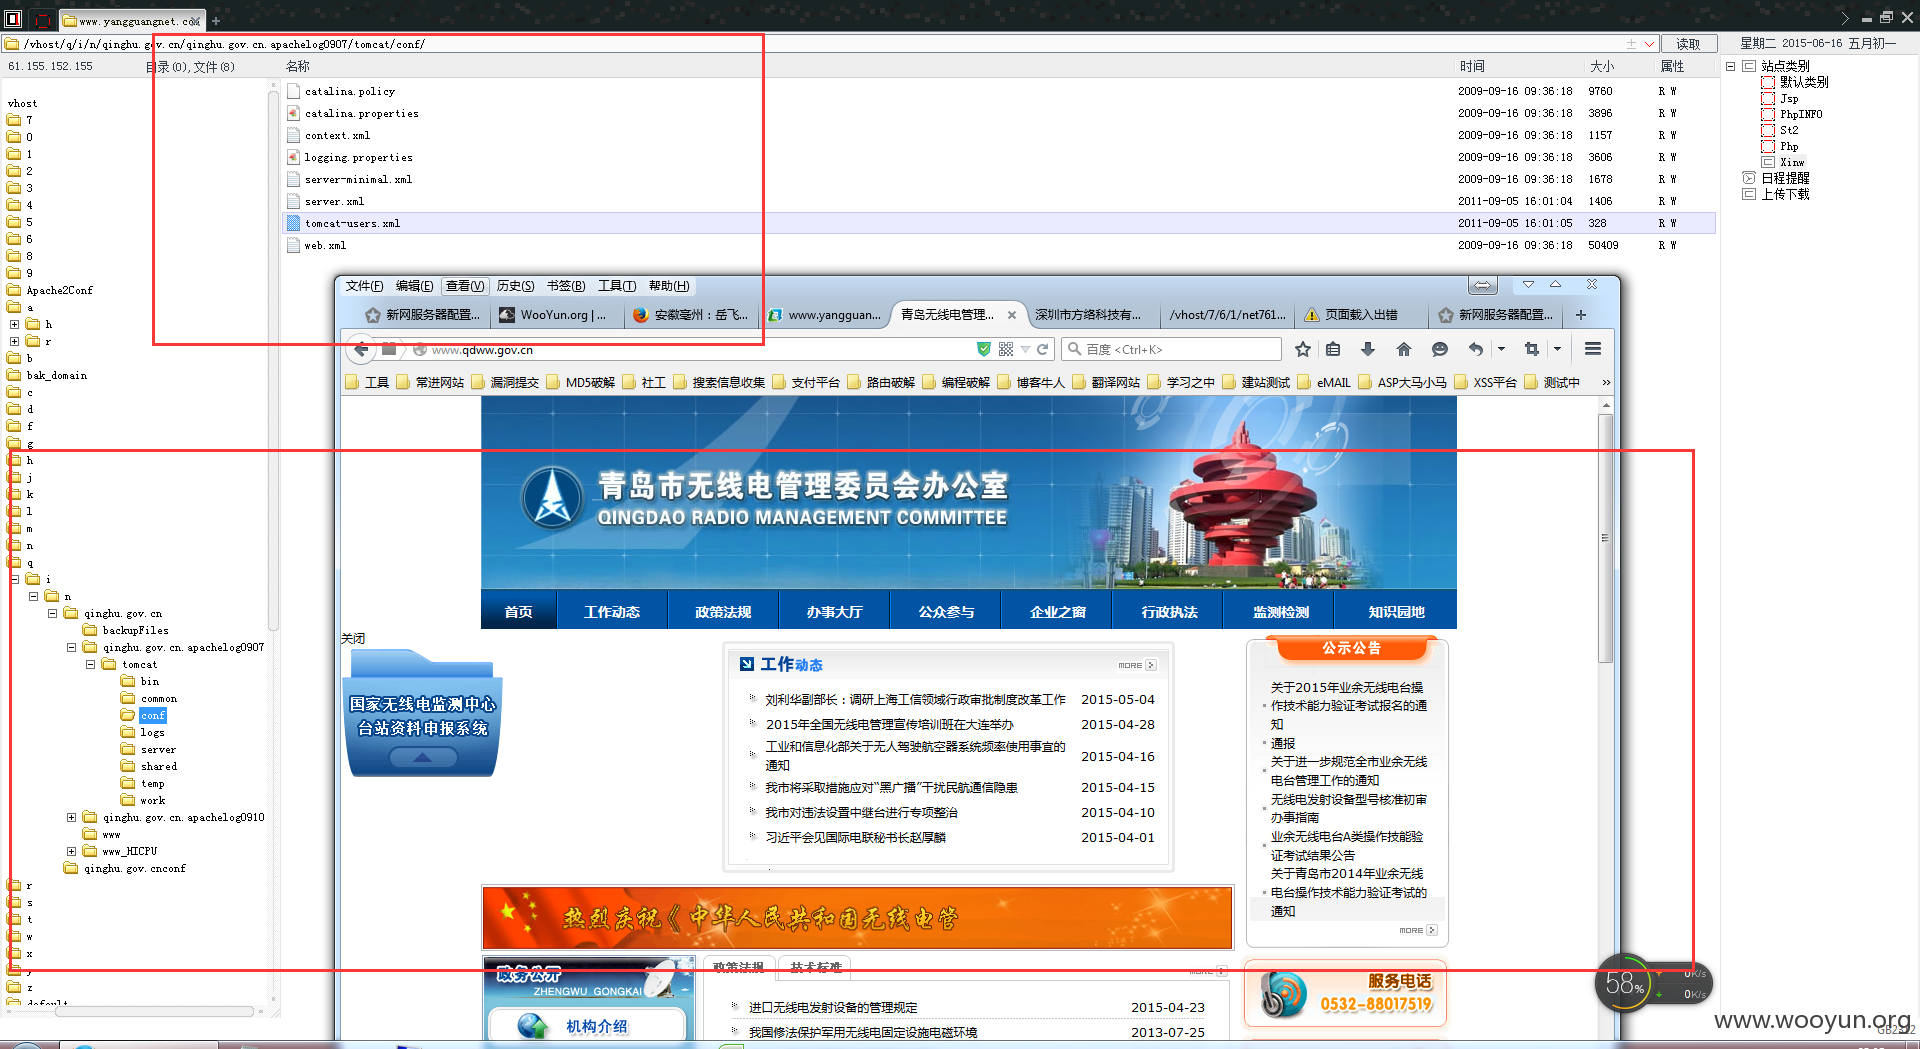 www.yangguangnet.com
/vhost/q/i/n/qinghu.gov.cn/qinghu.gov.cn.apachelog0907/tomcat/conf/
读取
星期二 2015-06-16 五月初一
61.155.152.155
目录(0),文件(8)
名称
时间
大小
属性
catalina.policy 2009-09-16 09:36:18 9760 R W
catalina.properties 2009-09-16 09:36:18 3896 R W
context.xml 2009-09-16 09:36:18 1157 R W
logging.properties 2009-09-16 09:36:18 3606 R W
server-minimal.xml 2009-09-16 09:36:18 1678 R W
server.xml 2011-09-05 16:01:04 1406 R W
tomcat-users.xml 2011-09-05 16:01:05 328 R W
web.xml 2009-09-16 09:36:18 50409 R W
站点类别
默认类别
Jsp
PhpINFO
St2
Php
Xinw
日程提醒
上传下载
vhost
7
0
1
2
3
4
5
6
8
9
Apache2Conf
a
h
r
b
bak_domain
c
d
f
g
h
j
k
l
m
n
q
i
n
qinghu.gov.cn
backupFiles
qinghu.gov.cn.apachelog0907
tomcat
bin
common
conf
logs
server
shared
temp
work
qinghu.gov.cn.apachelog0910
www
www_HICPU
qinghu.gov.cnconf
r
s
t
w
x
y
z
default
文件(F) 编辑(E) 查看(V) 历史(S) 书签(B) 工具(T) 帮助(H)
新网服务器配置...
WooYun.org | ...
安徽亳州：岳飞...
www.yangguan...
青岛无线电管理...
深圳市方络科技有...
/vhost/7/6/1/net761...
页面载入出错
新网服务器配置...
www.qdww.gov.cn
百度 <Ctrl+K>
工具 常进网站 漏洞提交 MD5破解 社工 搜索信息收集 支付平台 路由破解 编程破解 博客牛人 翻译网站 学习之中 建站测试 eMAIL ASP大马小马 XSS平台 测试中 »
青岛市无线电管理委员会办公室
QINGDAO RADIO MANAGEMENT COMMITTEE
首页 工作动态 政策法规 办事大厅 公众参与 企业之窗 行政执法 监测检测 知识园地
关闭
国家无线电监测中心
台站资料申报系统
工作动态
MORE
刘利华副部长：调研上海工信领域行政审批制度改革工作 2015-05-04
2015年全国无线电管理宣传培训班在大连举办 2015-04-28
工业和信息化部关于无人驾驶航空器系统频率使用事宜的
通知 2015-04-16
我市将采取措施应对“黑广播”干扰民航通信隐患 2015-04-15
我市对违法设置中继台进行专项整治 2015-04-10
习近平会见国际电联秘书长赵厚麟 2015-04-01
公示公告
关于2015年业余无线电台操
作技术能力验证考试报名的通
知
通报
关于进一步规范全市业余无线
电台管理工作的通知
无线电发射设备型号核准初审
办事指南
业余无线电台A类操作技能验
证考试结果公告
关于青岛市2014年业余无线
电台操作技术能力验证考试的
通知
MORE
热烈庆祝《中华人民共和国无线电管
政务公开
ZHENGWU GONGKAI
机构介绍
政策法规 技术标准
MORE
进口无线电发射设备的管理规定 2015-04-23
我国修法保护军用无线电固定设施电磁环境 2013-07-25
服务电话
0532-88017519
58%
0K/s
0K/s
www.wooyun.org
GB2312